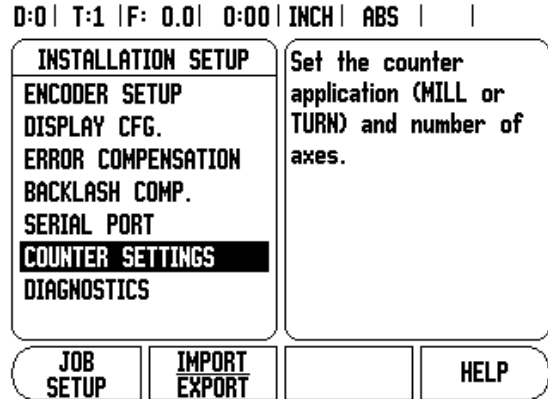 D:0 | T:1 | F: 0.0 | 0:00 | INCH | ABS | |
INSTALLATION SETUP
ENCODER SETUP
DISPLAY CFG.
ERROR COMPENSATION
BACKLASH COMP.
SERIAL PORT
COUNTER SETTINGS
DIAGNOSTICS
Set the counter
application (MILL or
TURN) and number of
axes.
JOB
SETUP
IMPORT
EXPORT
HELP